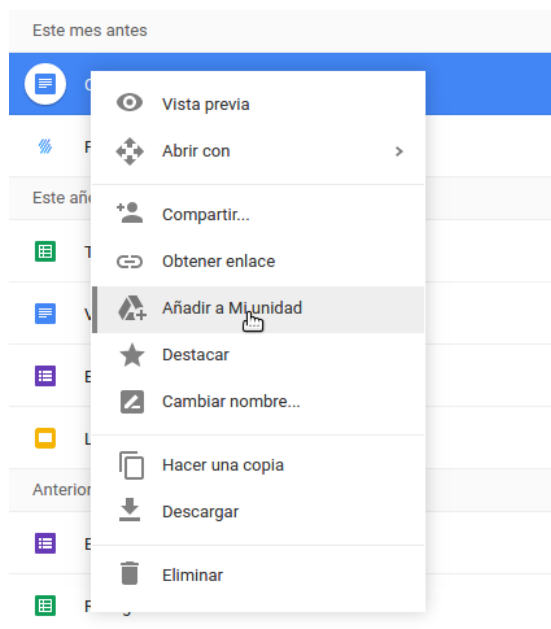 Este mes antes
Vista previa
Abrir con
Este añ
Compartir...
Obtener enlace
Añadir a Mi unidad
Destacar
Cambiar nombre...
Hacer una copia
Anterior
Descargar
Eliminar